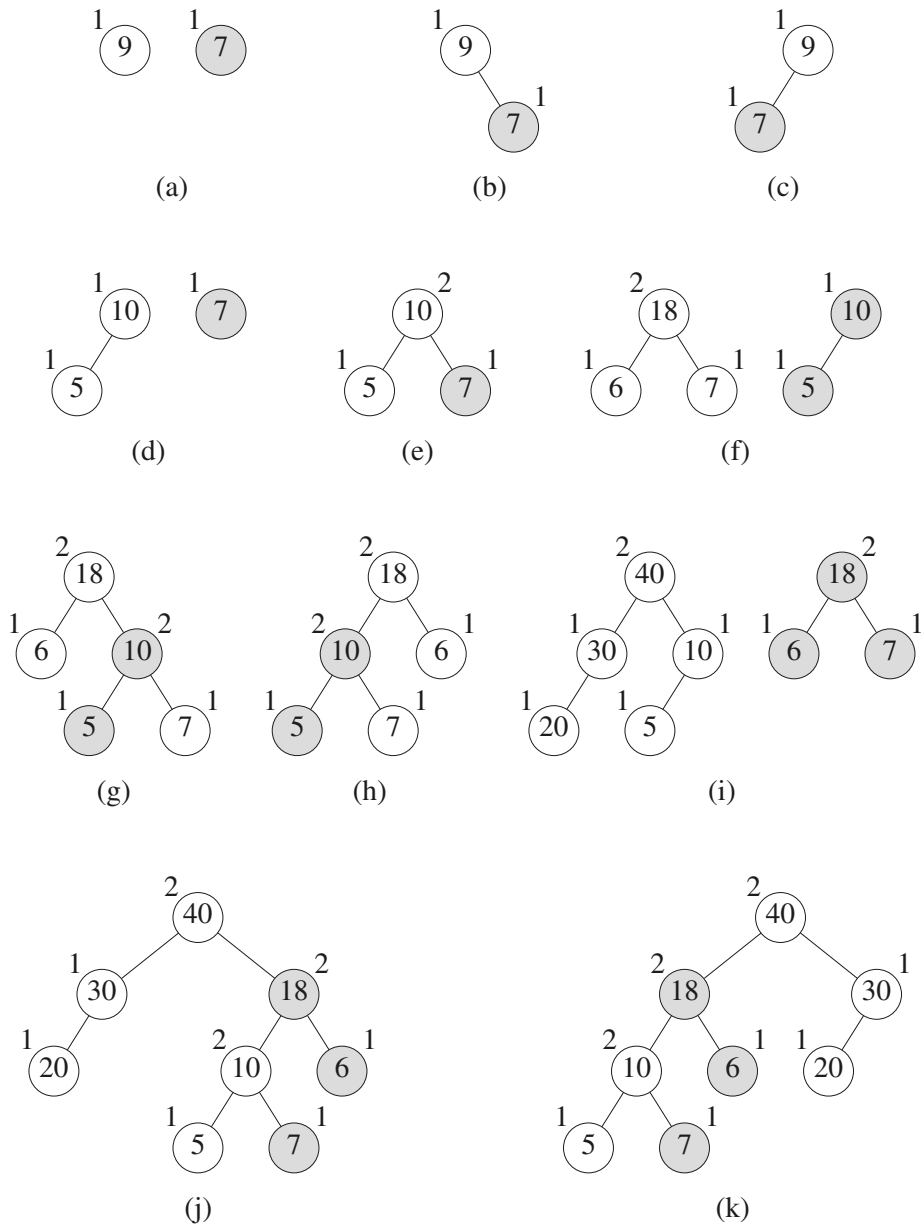 1 1 1 1
9 7 9 9
1 1
7 7
(a) (b) (c)
1 1 2 2 1
10 7 10 18 10
1 1 1 1 1 1
5 5 7 6 7 5
(d) (e) (f)
2 2 2 2
18 18 40 18
1 2 2 1 1 1 1 1
6 10 10 6 30 10 6 7
1 1 1 1 1 1
5 7 5 7 20 5
(g) (h) (i)
2 2
40 40
1 2 2 1
30 18 18 30
1 2 1 2 1 1
20 10 6 10 6 20
1 1 1 1
5 7 5 7
(j) (k)